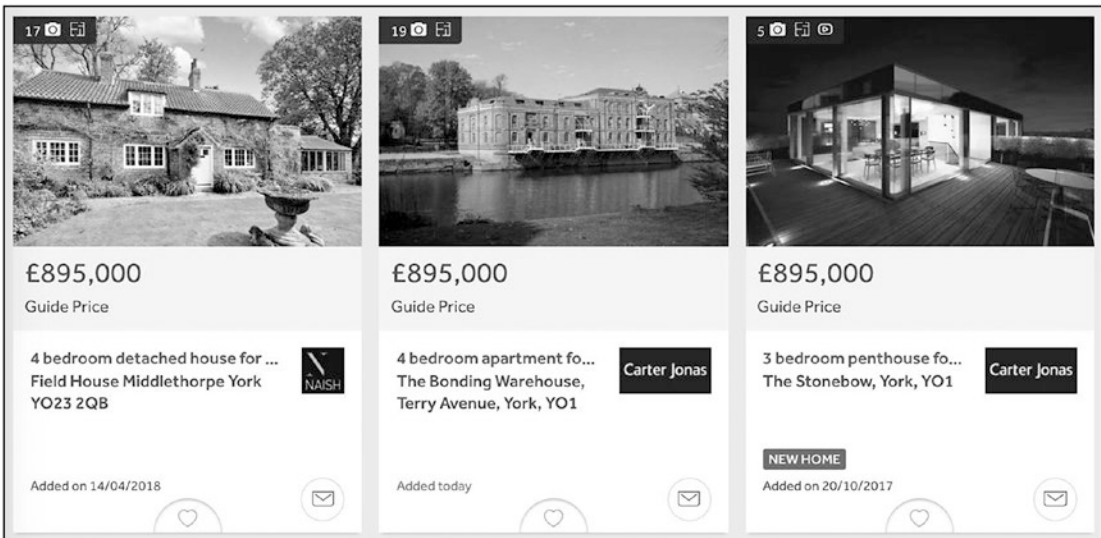 17
£895,000
Guide Price
4 bedroom detached house for ...
Field House Middlethorpe York
YO23 2QB
NAISH
Added on 14/04/2018
19
£895,000
Guide Price
4 bedroom apartment fo...
The Bonding Warehouse,
Terry Avenue, York, YO1
Carter Jonas
Added today
5
£895,000
Guide Price
3 bedroom penthouse fo...
The Stonebow, York, YO1
Carter Jonas
NEW HOME
Added on 20/10/2017